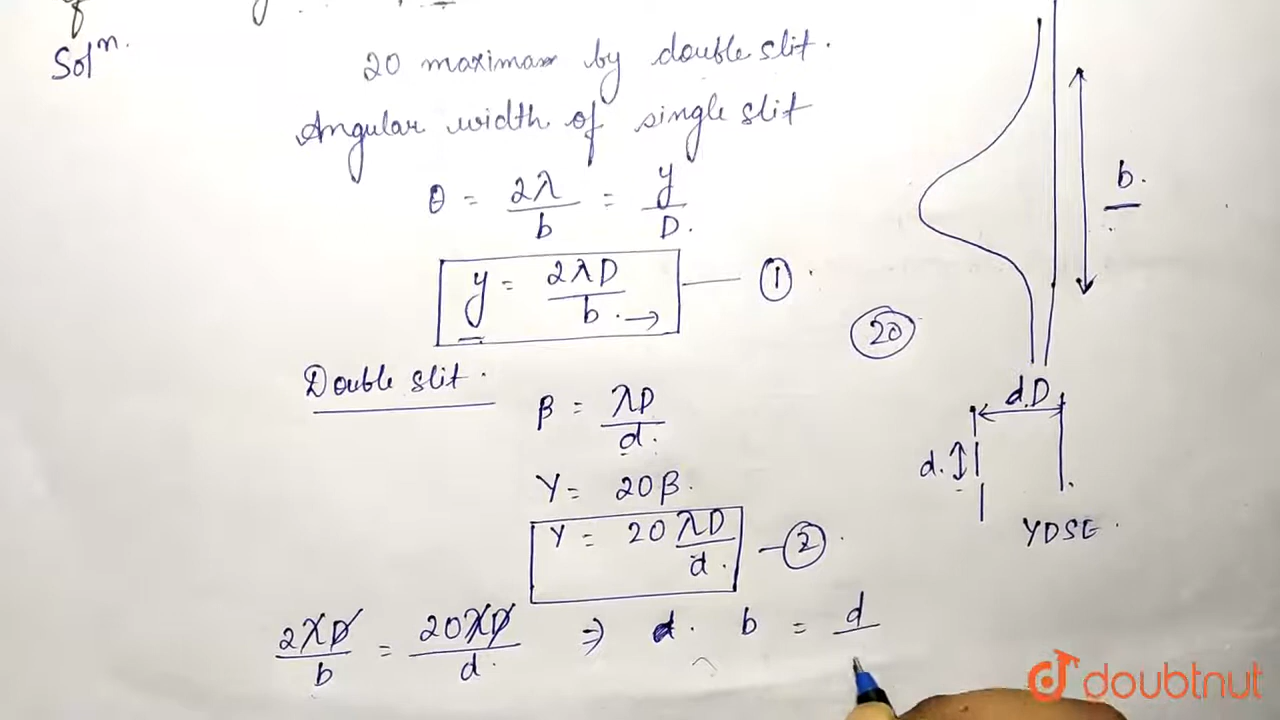 Solⁿ.
20 maxima by double slit.
Angular width of single slit
θ = 2λ/b = y/D.
y = 2λD/b. → — ①
b.
20
Double slit.
β = λD/d.
Y = 20β.
Y = 20 λD/d. — ②
d.D
d.
YDSE.
2λD/b = 20λD/d. ⇒ d. b = d
doubtnut